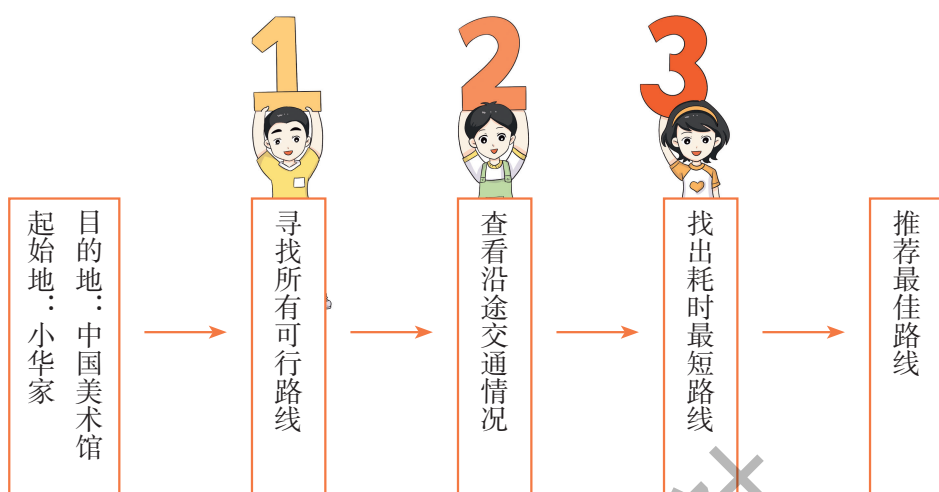 1
2
3
起始地：小华家
目的地：中国美术馆
寻找所有可行路线
查看沿途交通情况
找出耗时最短路线
推荐最佳路线